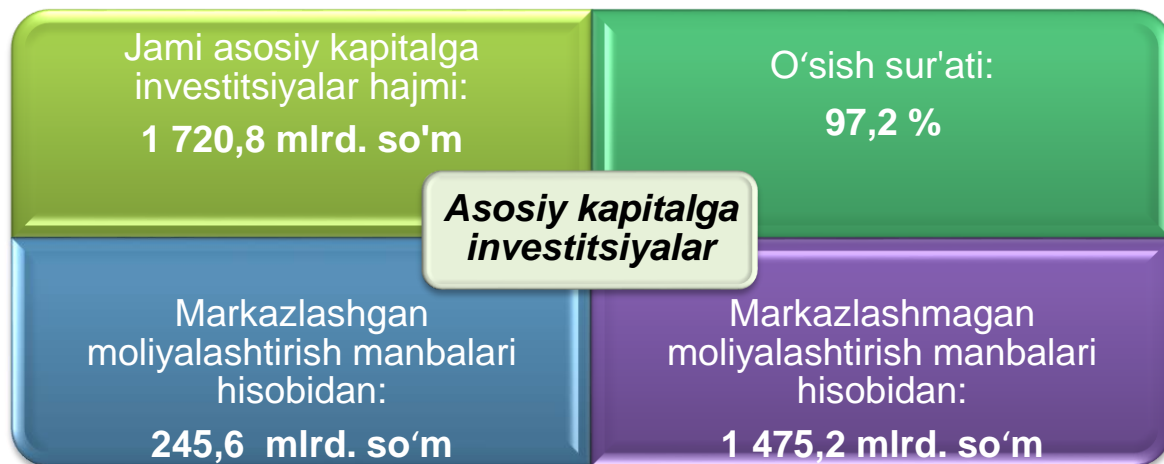 Jami asosiy kapitalga
investitsiyalar hajmi:
1 720,8 mlrd. so'm
O‘sish sur'ati:
97,2 %
Asosiy kapitalga
investitsiyalar
Markazlashgan
moliyalashtirish manbalari
hisobidan:
245,6 mlrd. so‘m
Markazlashmagan
moliyalashtirish manbalari
hisobidan:
1 475,2 mlrd. so‘m